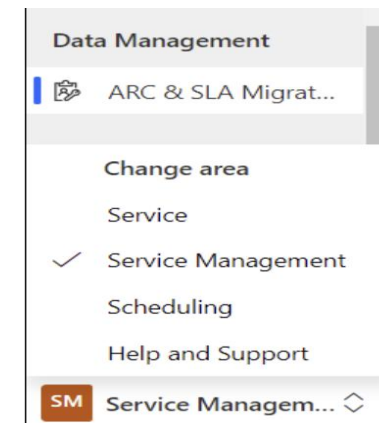 Data Management
ARC & SLA Migrat...
Change area
Service
Service Management
Scheduling
Help and Support
SM Service Managem...